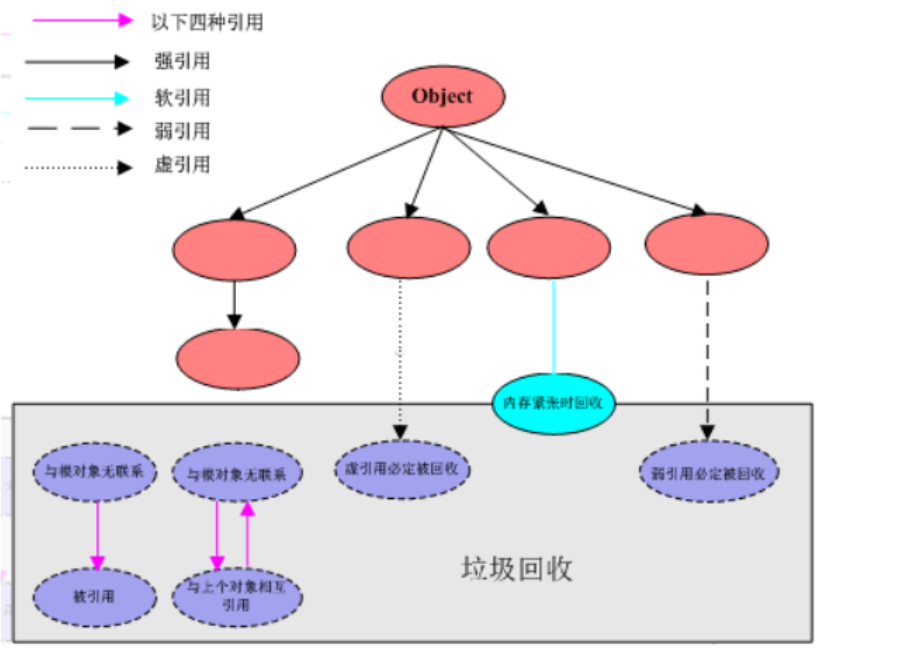 以下四种引用
强引用
软引用
弱引用
虚引用
Object
内存紧张时回收
与根对象无联系
与根对象无联系
虚引用必定被回收
弱引用必定被回收
垃圾回收
被引用
与上个对象相互
引用